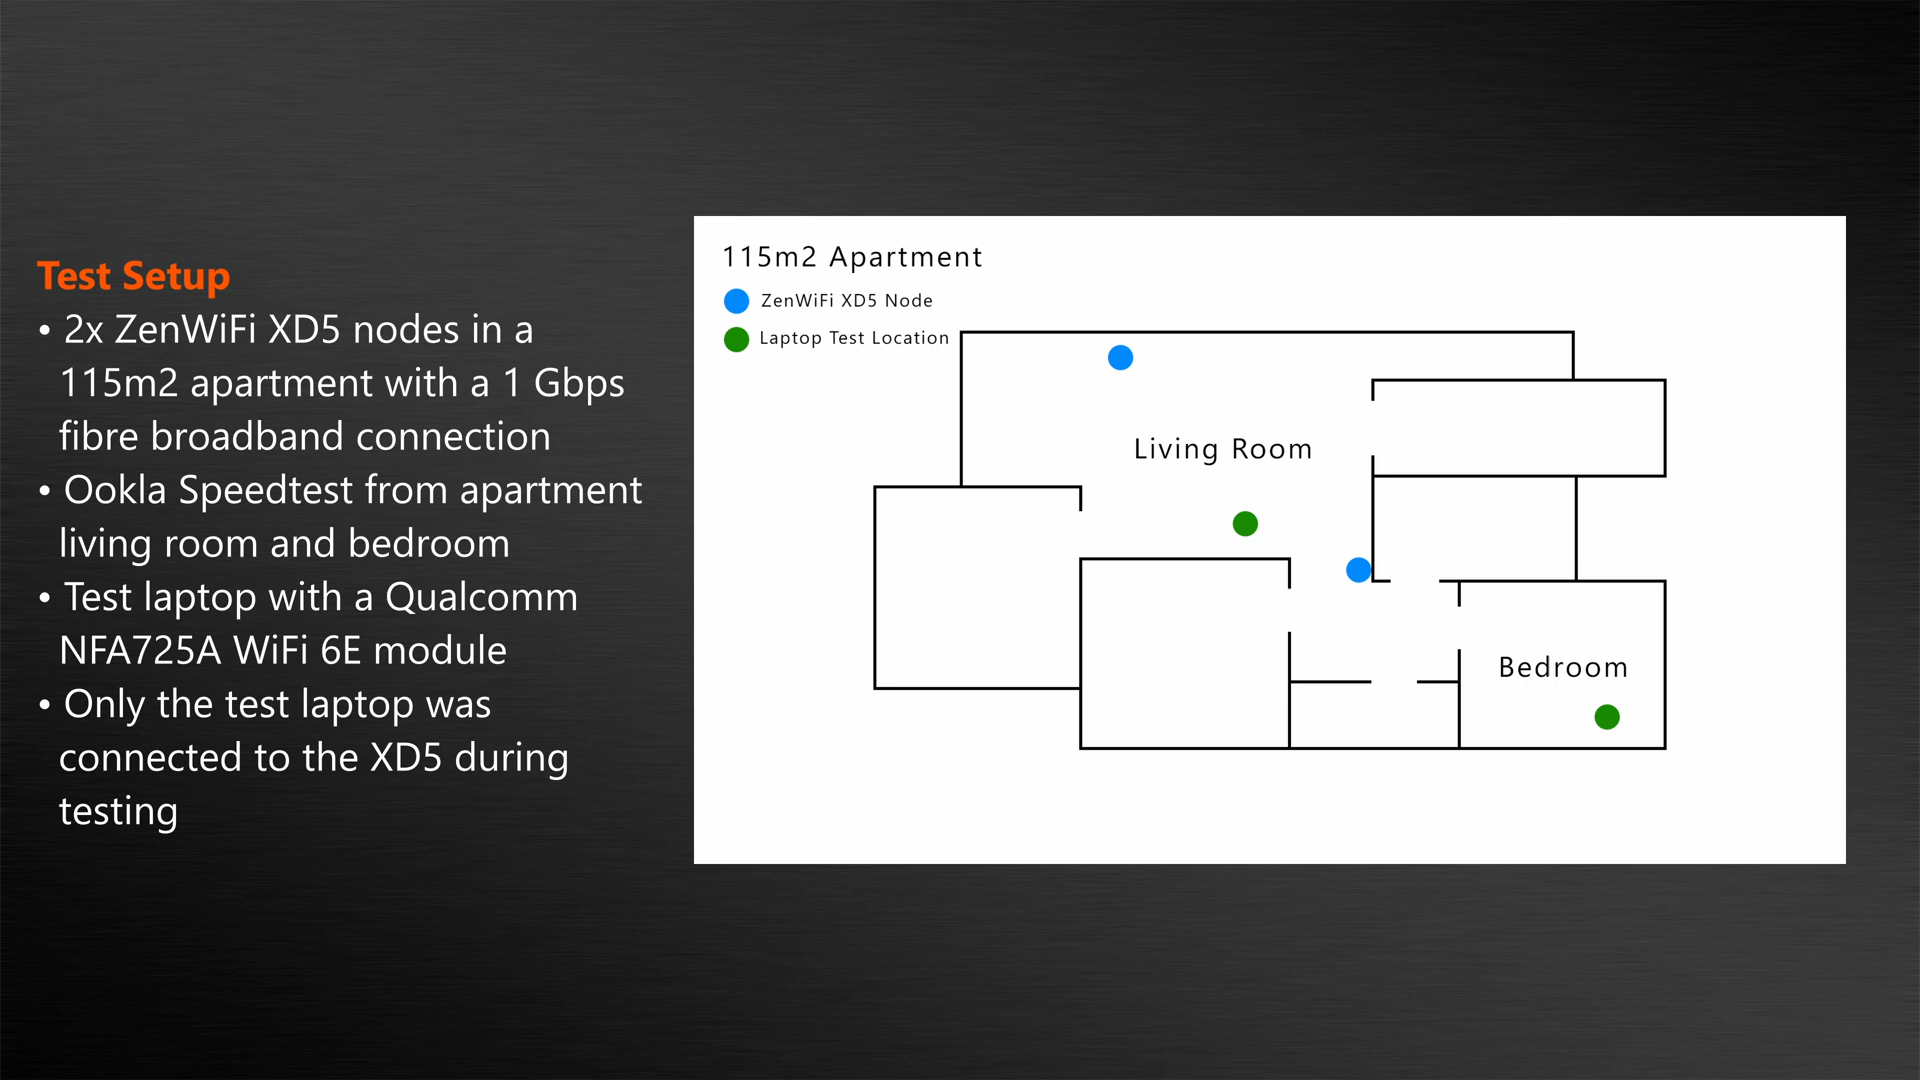 Test Setup
• 2x ZenWiFi XD5 nodes in a
115m2 apartment with a 1 Gbps
fibre broadband connection
• Ookla Speedtest from apartment
living room and bedroom
• Test laptop with a Qualcomm
NFA725A WiFi 6E module
• Only the test laptop was
connected to the XD5 during
testing
115m2 Apartment
ZenWiFi XD5 Node
Laptop Test Location
Living Room
Bedroom